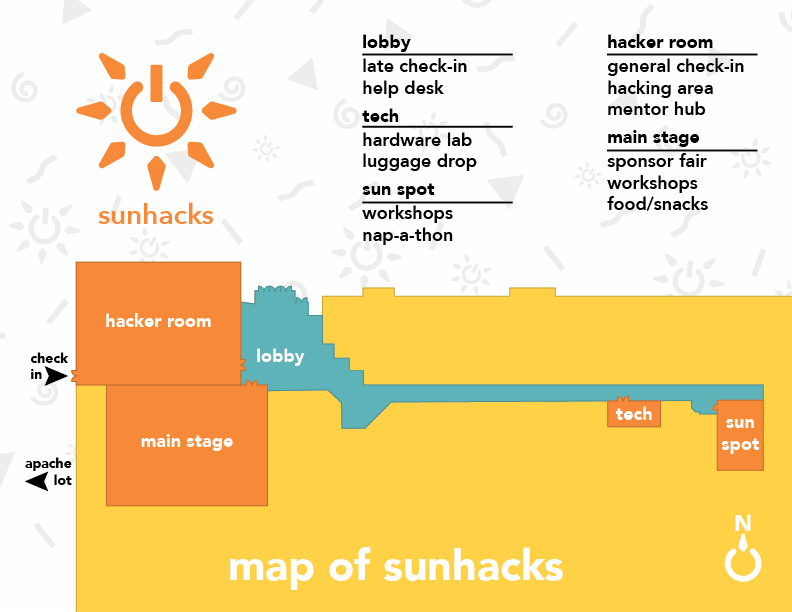 sunhacks
lobby
late check-in
help desk
tech
hardware lab
luggage drop
sun spot
workshops
nap-a-thon
hacker room
general check-in
hacking area
mentor hub
main stage
sponsor fair
workshops
food/snacks
hacker room
lobby
check
in
main stage
tech
sun
spot
apache
lot
N
map of sunhacks